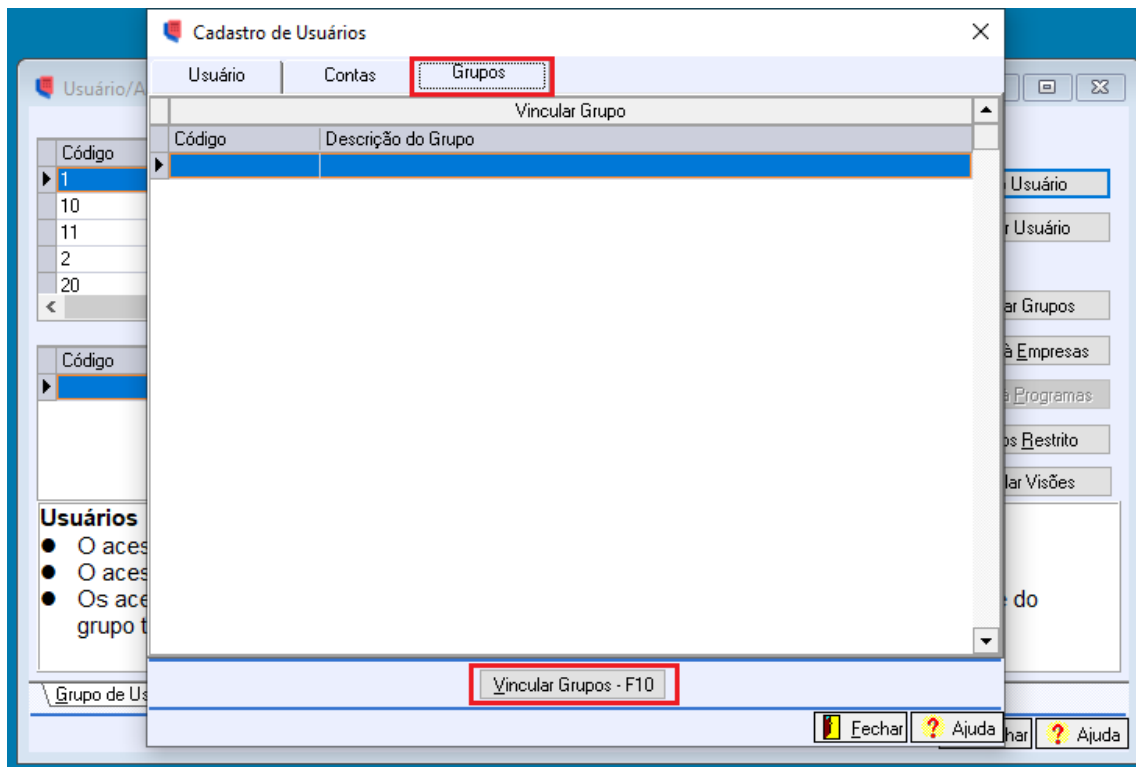 Cadastro de Usuários
Usuário Contas Grupos
Vincular Grupo
Código Descrição do Grupo
Vincular Grupos - F10
Fechar ? Ajuda
Usuário/A
Código
1
10
11
2
20
Código
Usuário
r Usuário
ar Grupos
à Empresas
à Programas
os Restrito
lar Visões
Usuários
● O aces
● O aces
● Os ace do
grupo t
Grupo de Us
har ? Ajuda